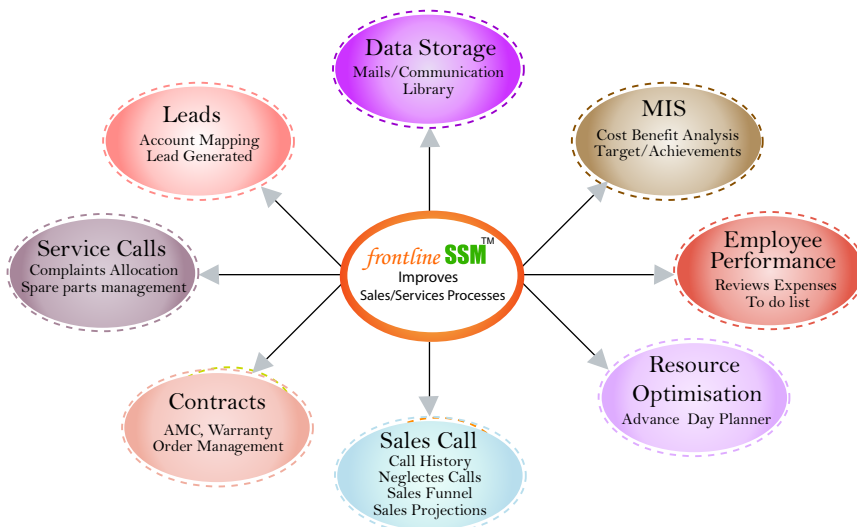 Data Storage
Mails/Communication
Library
Leads
Account Mapping
Lead Generated
MIS
Cost Benefit Analysis
Target/Achievements
Service Calls
Complaints Allocation
Spare parts management
frontline SSM™
Improves
Sales/Services Processes
Employee
Performance
Reviews Expenses
To do list
Contracts
AMC, Warranty
Order Management
Sales Call
Call History
Neglectes Calls
Sales Funnel
Sales Projections
Resource
Optimisation
Advance Day Planner